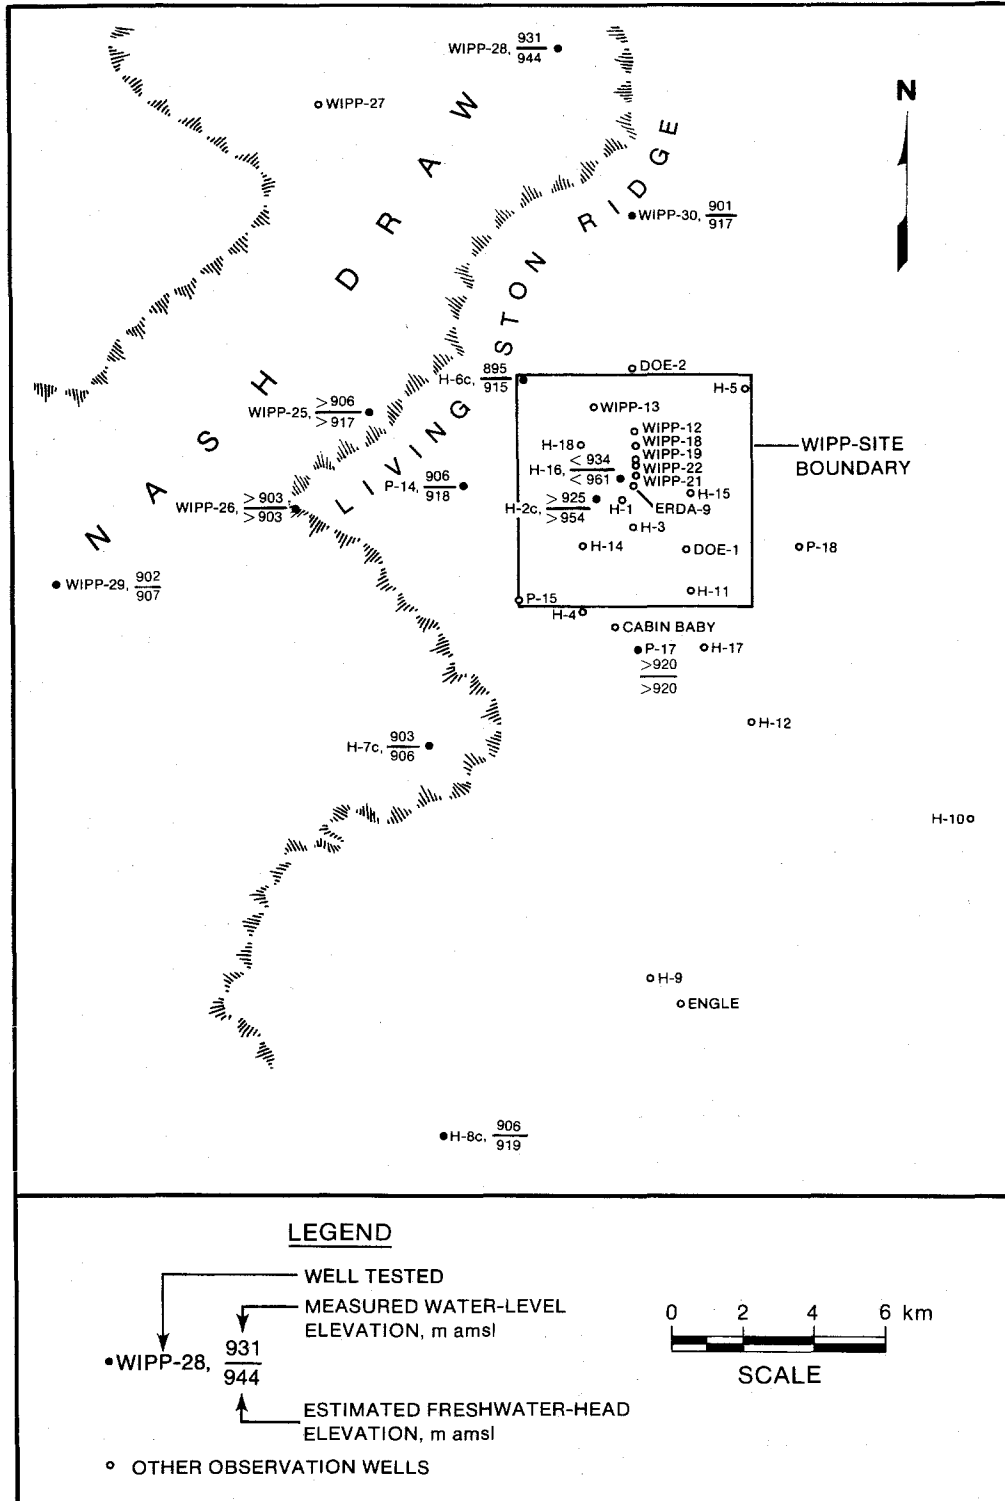 WIPP-28, 931
944
WIPP-27
N
NASH DRAW
LIVINGSTON RIDGE
WIPP-30, 901
917
DOE-2
H-6c, 895
915
H-5
WIPP-13
WIPP-25, >906
>917
WIPP-12
WIPP-18
WIPP-19
WIPP-22
WIPP-21
H-18
WIPP-SITE
BOUNDARY
H-16, <934
<961
P-14, 906
918
H-15
WIPP-26, >903
>903
H-2c, >925
>954
H-1
ERDA-9
H-3
H-14
DOE-1
P-18
WIPP-29, 902
907
H-11
P-15
H-4
CABIN BABY
P-17
>920
>920
H-17
H-12
H-7c, 903
906
H-10
H-9
ENGLE
H-8c, 906
919
LEGEND
WELL TESTED
MEASURED WATER-LEVEL
ELEVATION, m amsl
WIPP-28, 931
944
ESTIMATED FRESHWATER-HEAD
ELEVATION, m amsl
OTHER OBSERVATION WELLS
0 2 4 6 km
SCALE